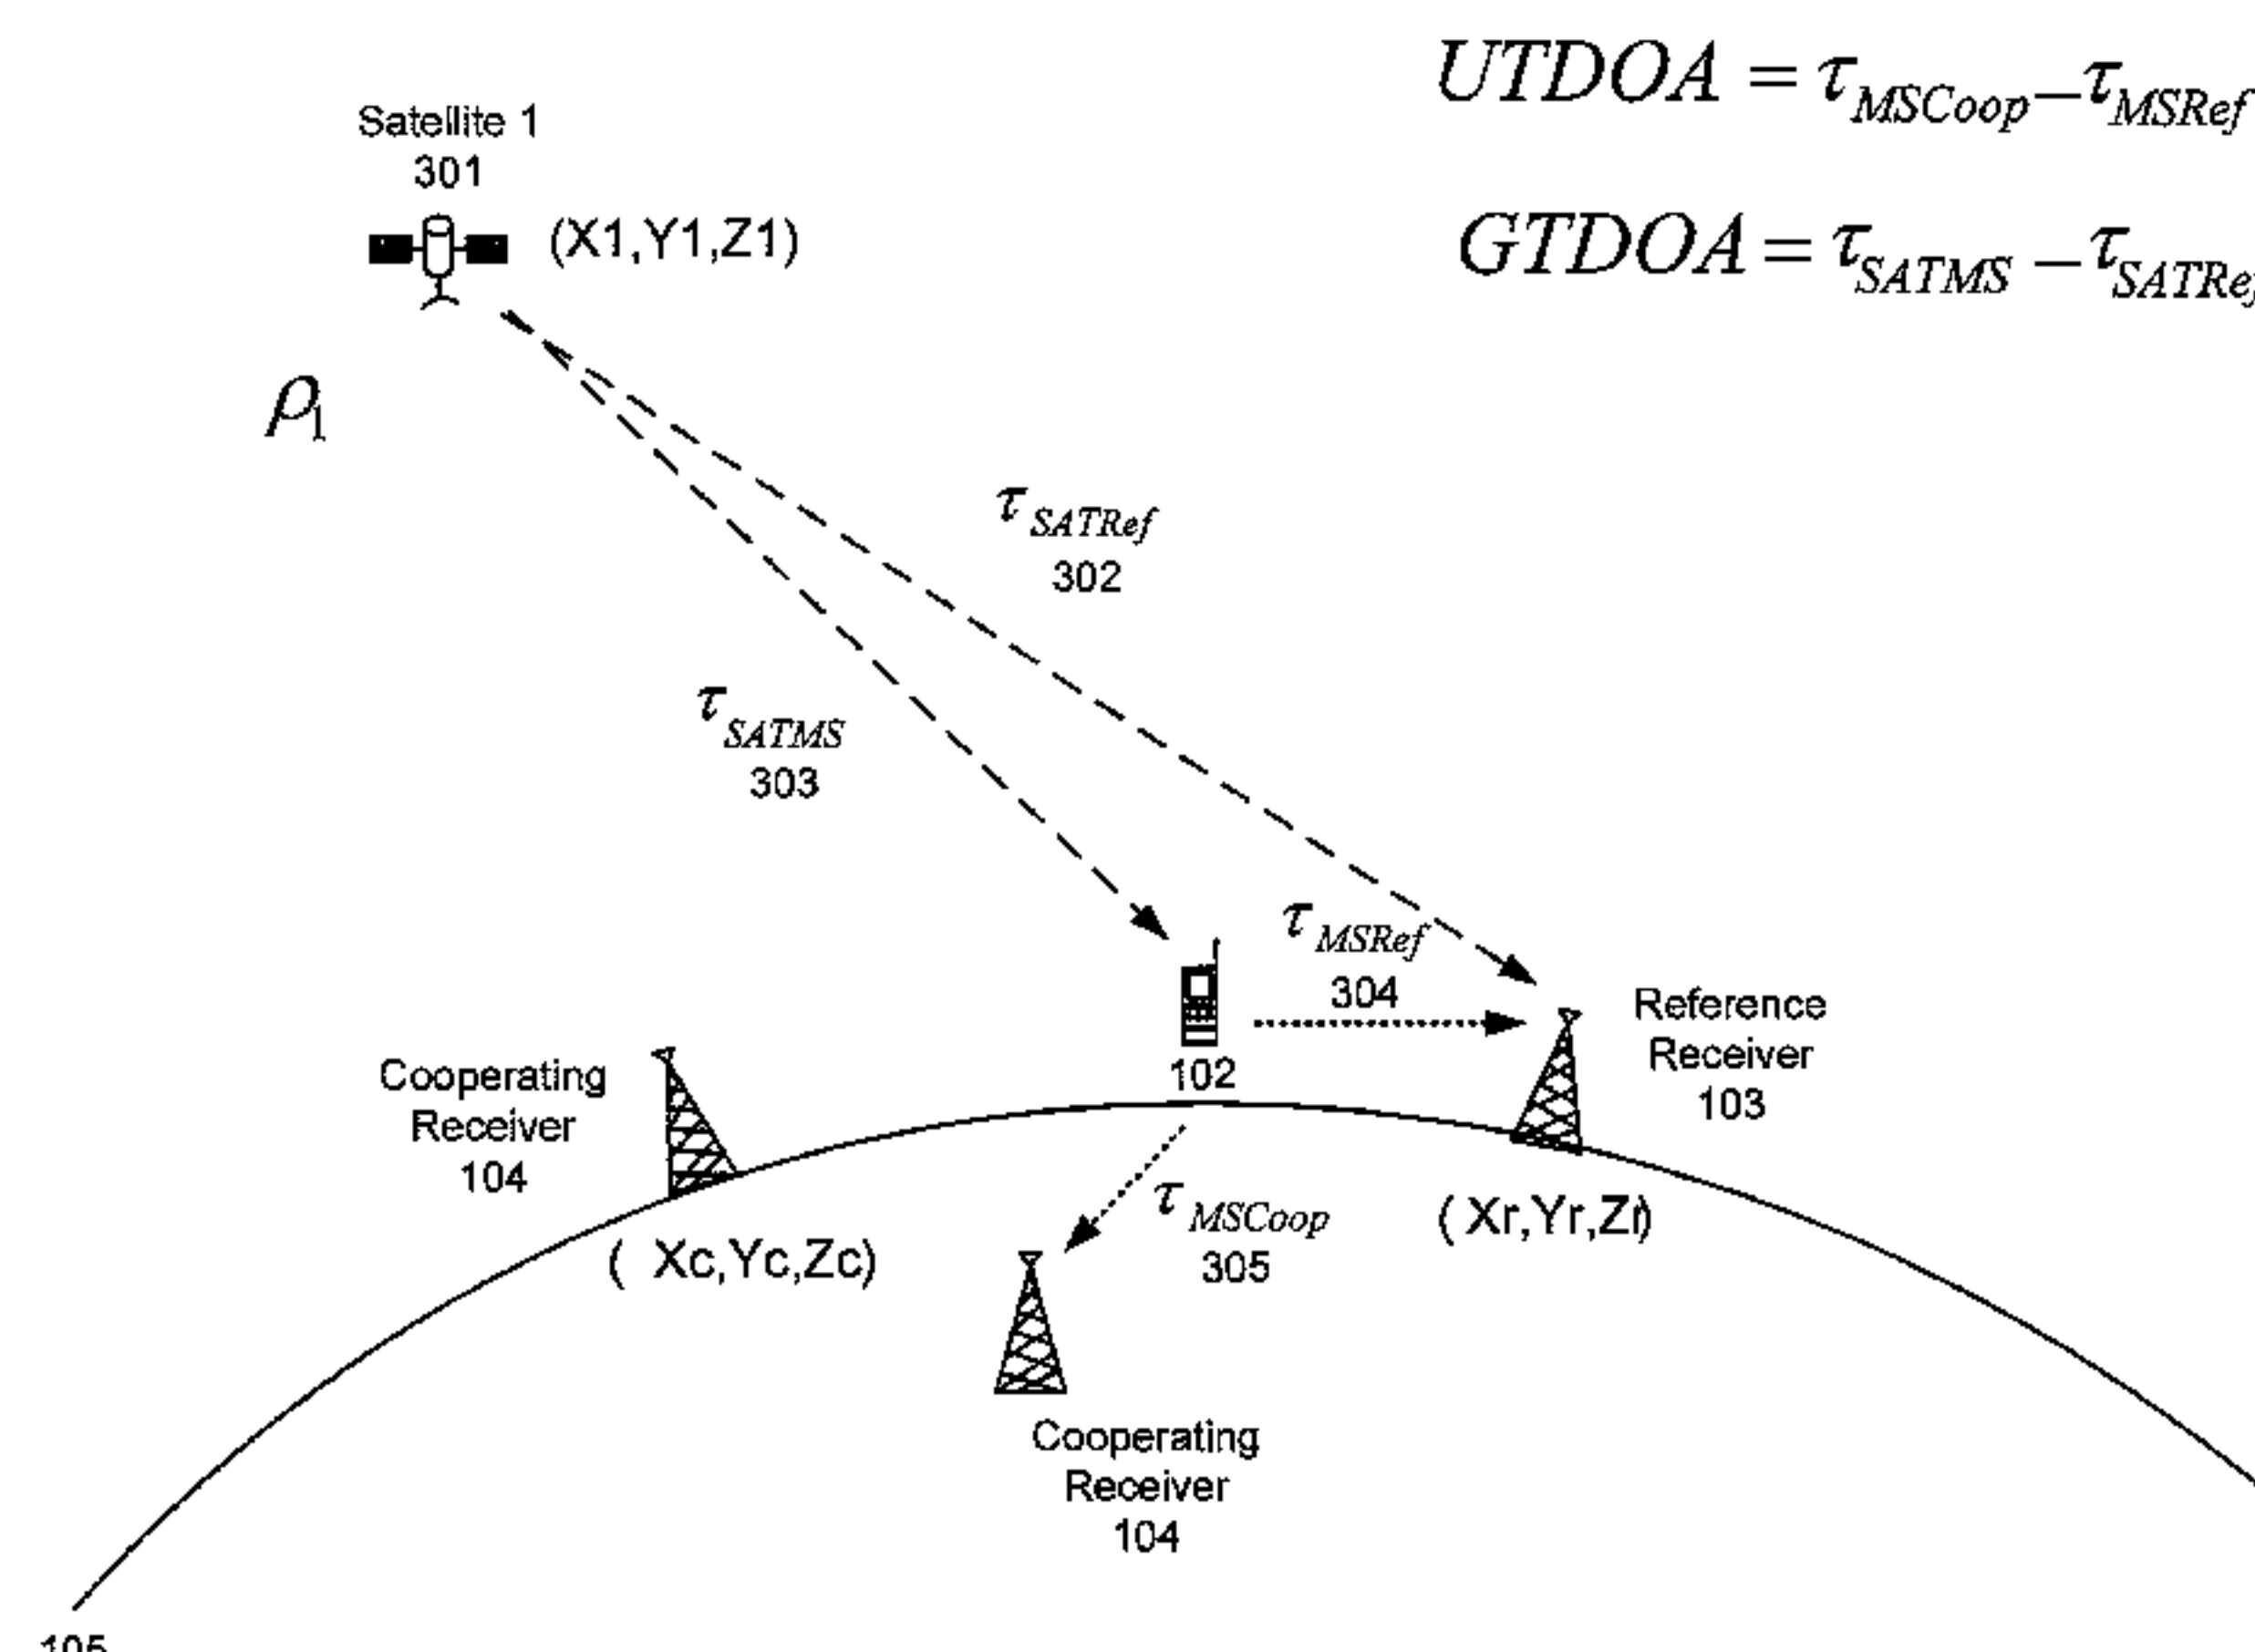 UTDOA = τMSCoop – τMSRef
GTDOA = τSATMS – τSATRef
Satellite 1
301
(X1,Y1,Z1)
ρ1
τSATRef
302
τSATMS
303
τMSRef
304
Reference
Receiver
103
102
Cooperating
Receiver
104
(Xr,Yr,Zr)
τMSCoop
305
( Xc,Yc,Zc)
Cooperating
Receiver
104
105